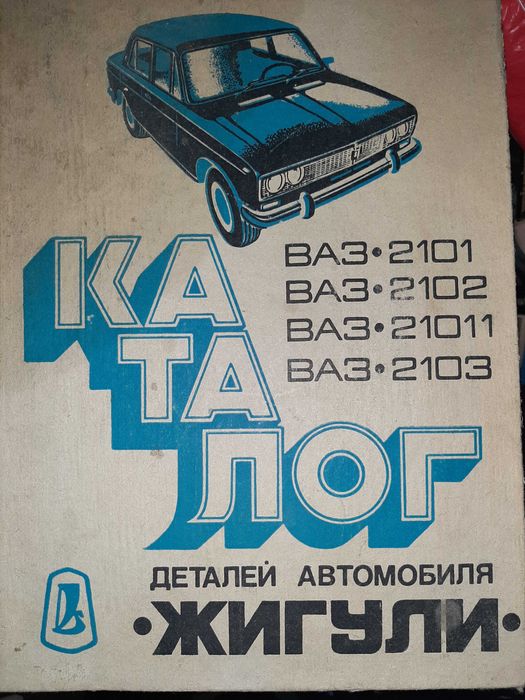 ВАЗ·2101
ВАЗ·2102
ВАЗ·21011
ВАЗ·2103
КА
ТА
ЛОГ
ДЕТАЛЕЙ АВТОМОБИЛЯ
·ЖИГУЛИ·